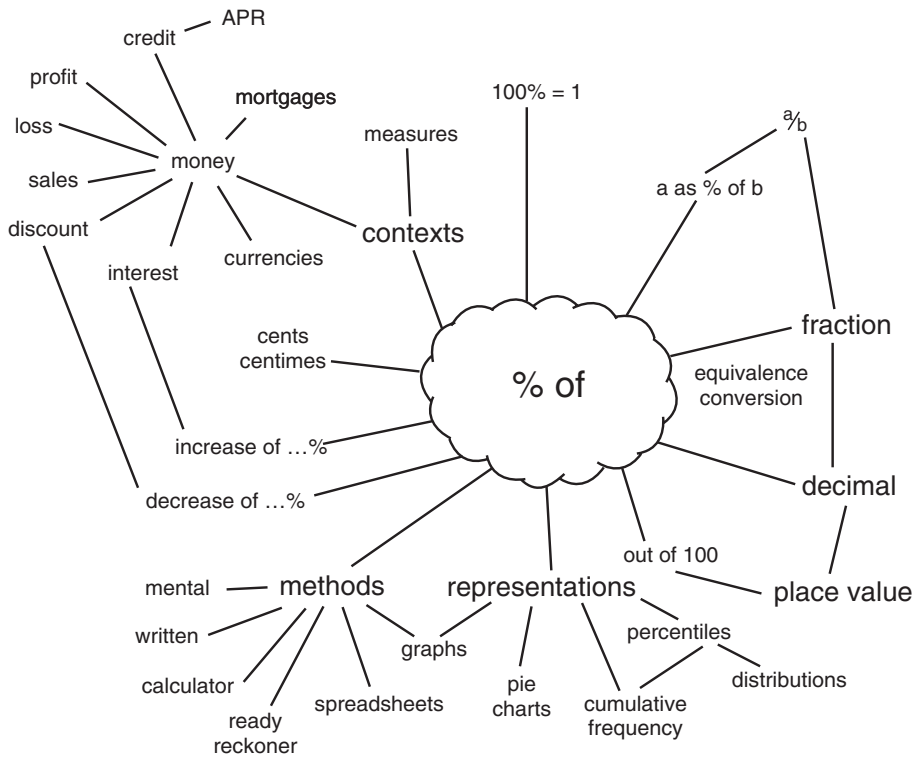 APR
credit
profit
mortgages
100% = 1
loss
measures
a/b
money
sales
a as % of b
discount
contexts
currencies
interest
fraction
cents
centimes
% of
equivalence
conversion
increase of …%
decrease of …%
decimal
out of 100
mental
methods
representations
place value
written
percentiles
graphs
calculator
pie
charts
distributions
spreadsheets
cumulative
frequency
ready
reckoner